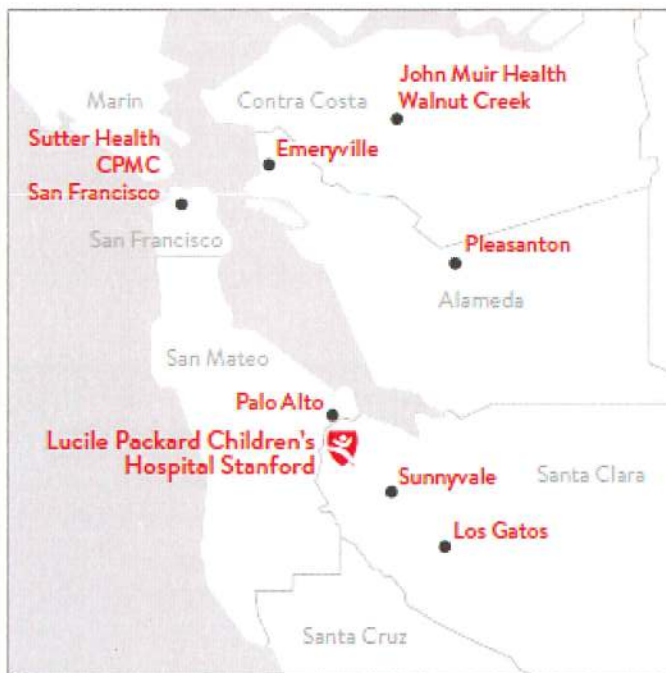 Marin
Contra Costa
John Muir Health
Walnut Creek
Sutter Health
CPMC
San Francisco
Emeryville
San Francisco
Pleasanton
Alameda
San Mateo
Palo Alto
Lucile Packard Children's
Hospital Stanford
Sunnyvale
Santa Clara
Los Gatos
Santa Cruz